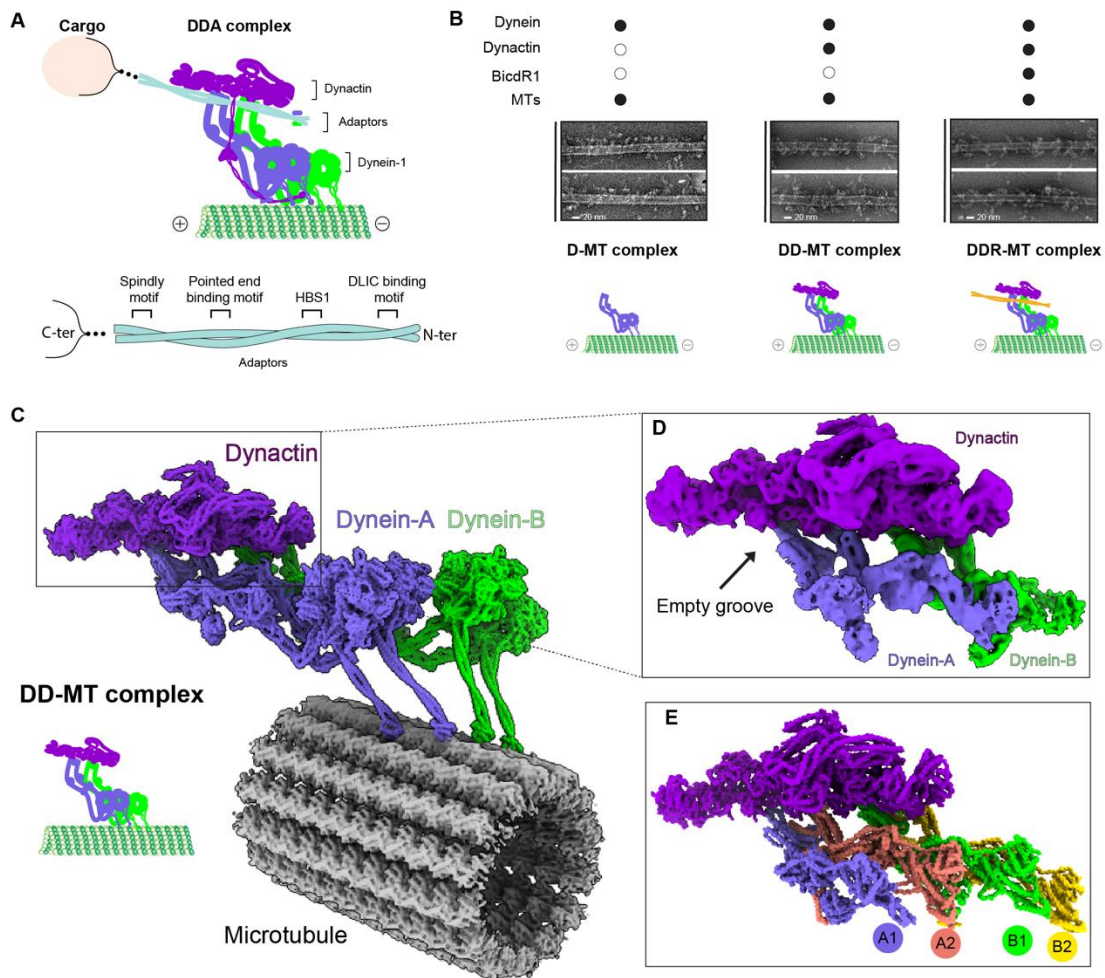 A
Cargo
DDA complex
Dynactin
Adaptors
Dynein-1
+
−
Spindly
motif
Pointed end
binding motif
HBS1
DLIC binding
motif
C-ter
N-ter
Adaptors
B
Dynein
Dynactin
BicdR1
MTs
20 nm
20 nm
20 nm
D-MT complex
DD-MT complex
DDR-MT complex
+
−
+
−
+
−
C
Dynactin
Dynein-A
Dynein-B
DD-MT complex
Microtubule
D
Dynactin
Empty groove
Dynein-A
Dynein-B
E
A1
A2
B1
B2